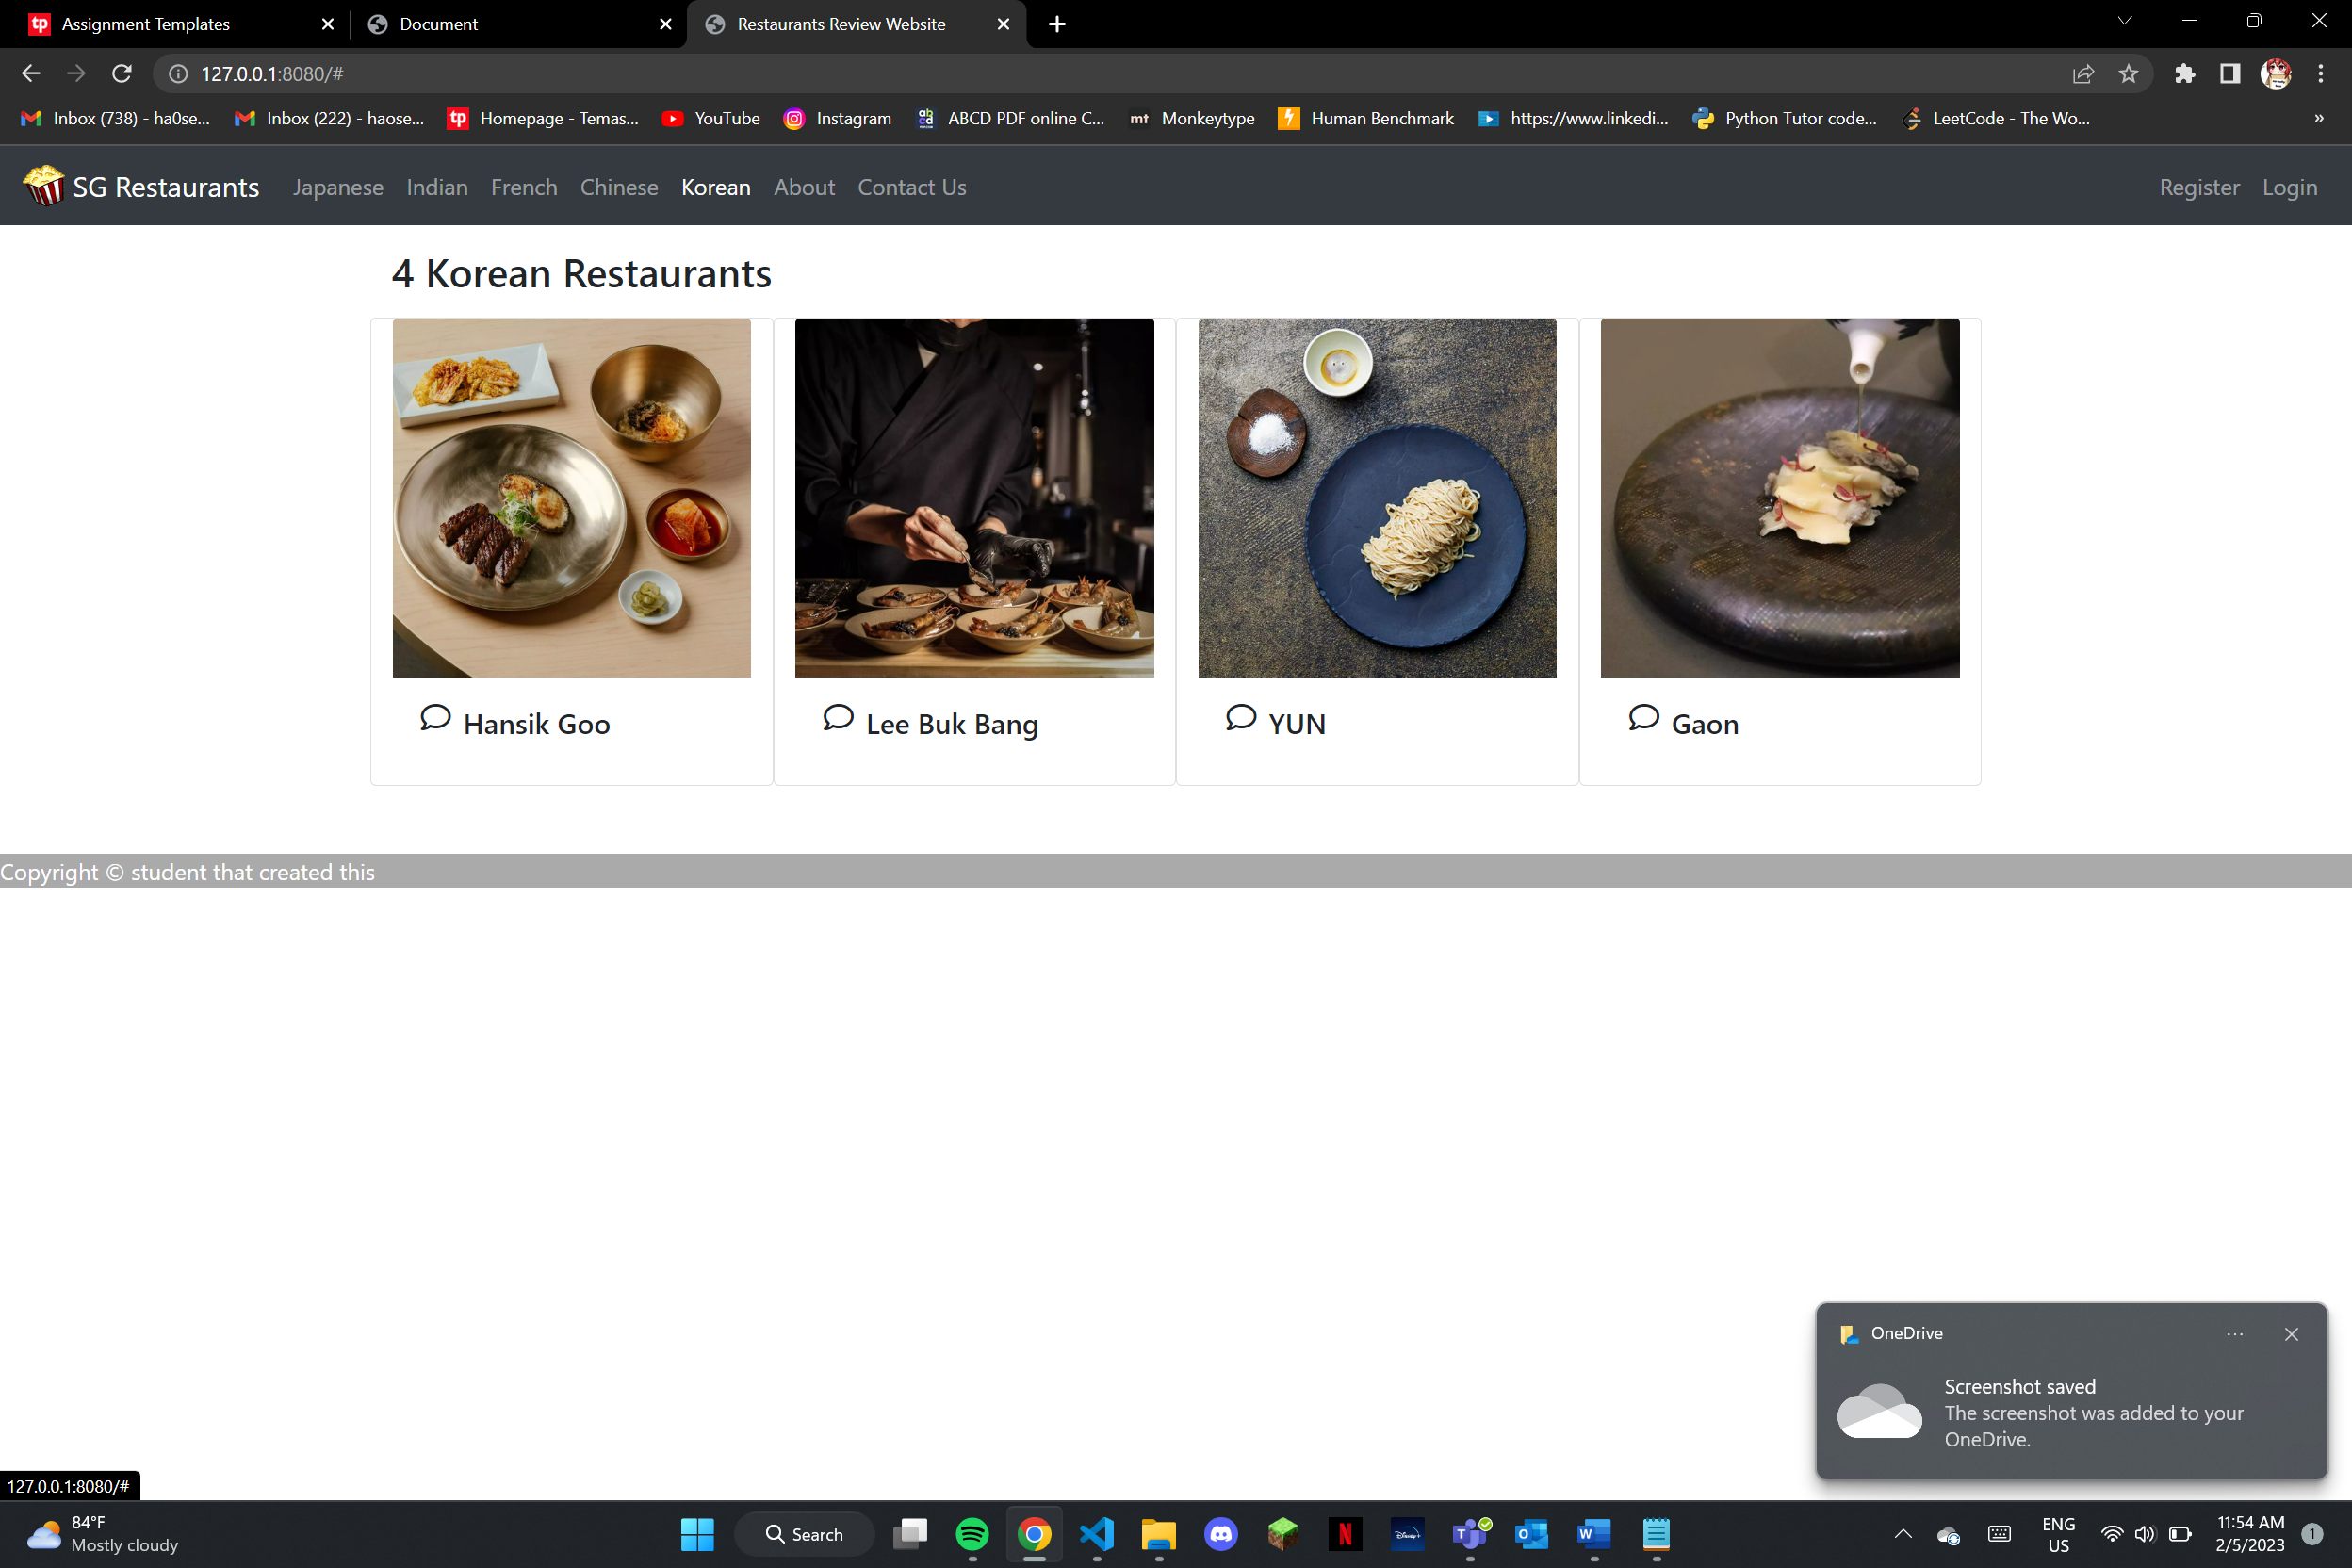 tp Assignment Templates
Document
Restaurants Review Website
127.0.0.1:8080/#
Inbox (738) - ha0se...
Inbox (222) - haose...
tp Homepage - Temas...
YouTube
Instagram
ABCD PDF online C...
mt Monkeytype
Human Benchmark
https://www.linkedi...
Python Tutor code...
LeetCode - The Wo...
»
SG Restaurants
Japanese
Indian
French
Chinese
Korean
About
Contact Us
Register
Login
4 Korean Restaurants
Hansik Goo
Lee Buk Bang
YUN
Gaon
Copyright © student that created this
OneDrive
Screenshot saved
The screenshot was added to your
OneDrive.
127.0.0.1:8080/#
84°F
Mostly cloudy
Search
ENG
US
11:54 AM
2/5/2023
1